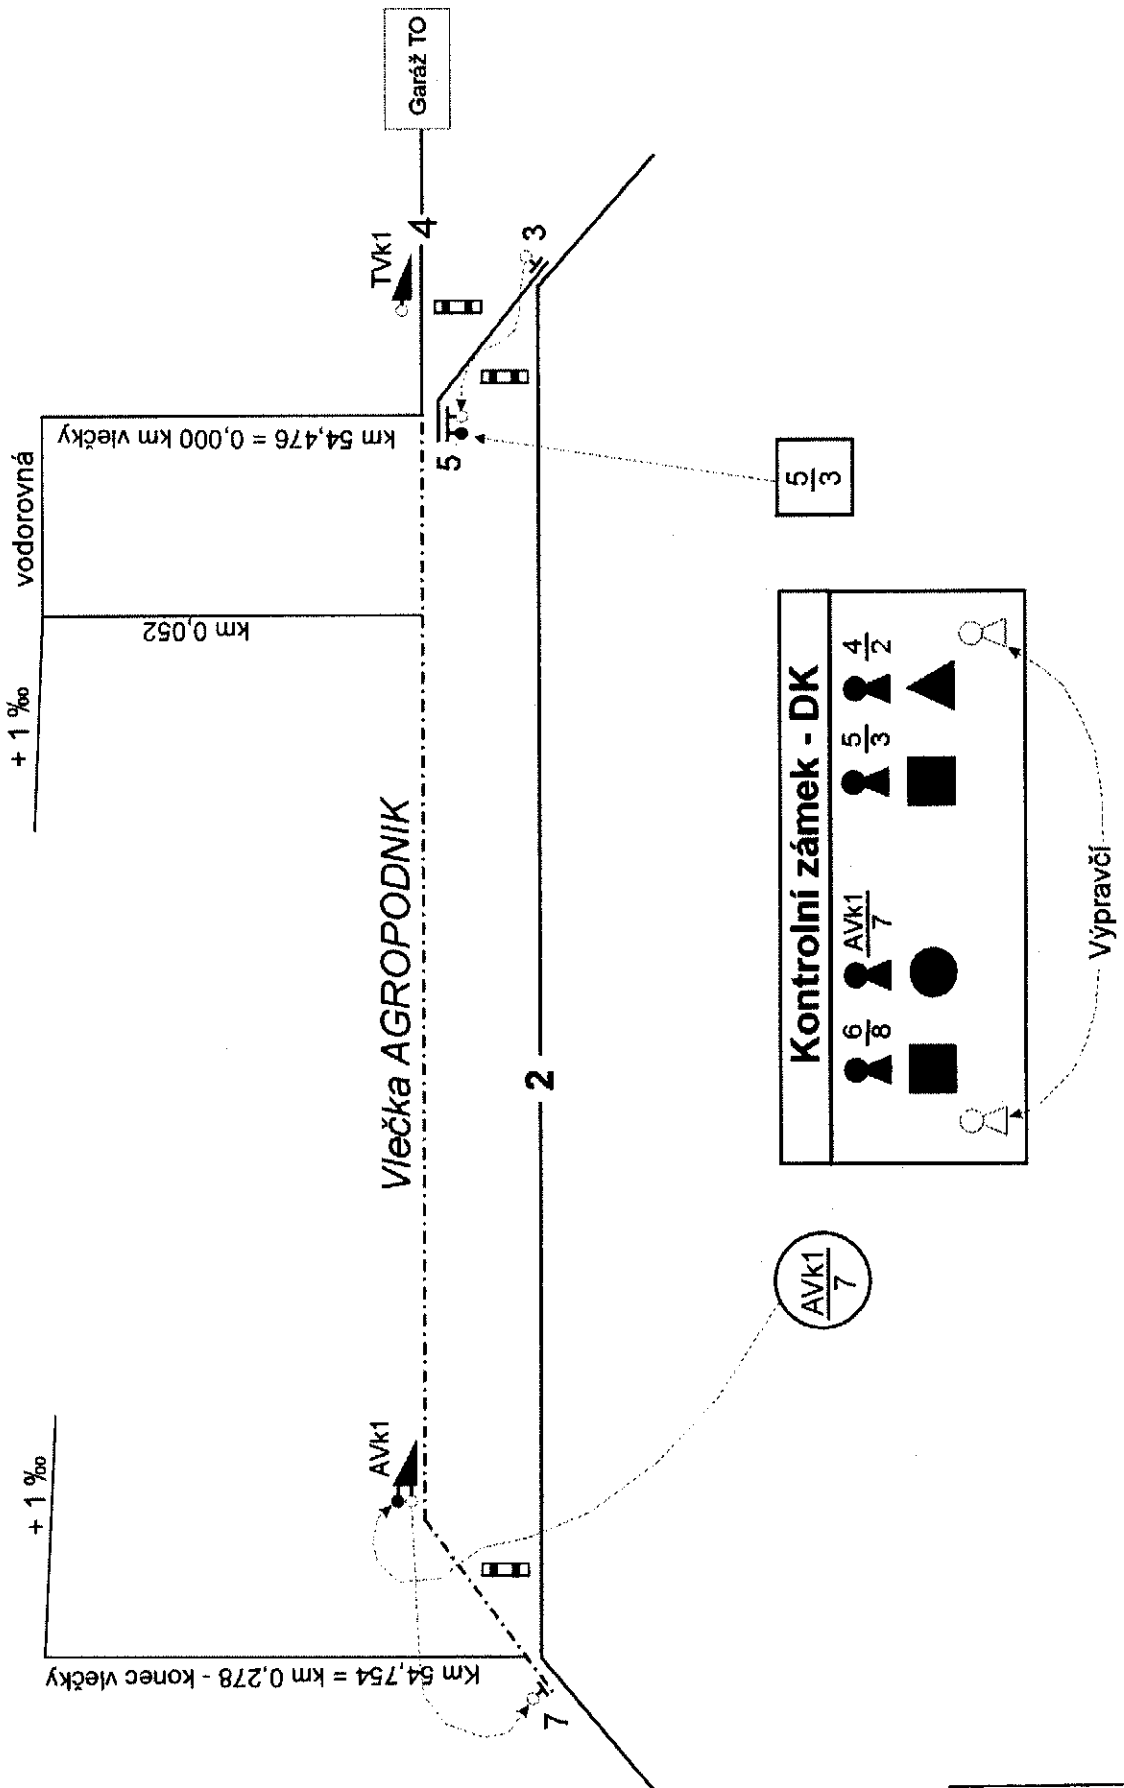 + 1 ‰
vodorovná
+ 1 ‰
Km 54,754 = km 0,278 - konec vlečky
km 0,052
km 54,476 = 0,000 km vlečky
AVk1
Vlečka AGROPODNIK
TVk1
4
Garáž TO
5
3
2
7
AVk1
7
5
3
Kontrolní zámek - DK
6
8
AVk1
7
5
3
4
2
Výpravčí